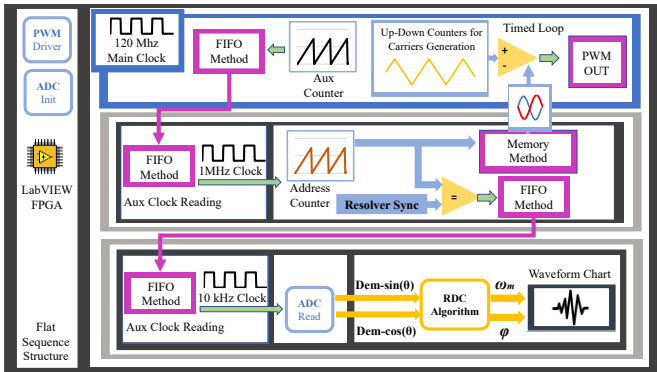 PWM
Driver
ADC
Init
LabVIEW
FPGA
Flat
Sequence
Structure
120 Mhz
Main Clock
FIFO
Method
Aux
Counter
Up-Down Counters for
Carriers Generation
Timed Loop
+
-
PWM
OUT
FIFO
Method
1MHz Clock
Aux Clock Reading
Address
Counter
Resolver Sync
=
Memory
Method
FIFO
Method
FIFO
Method
10 kHz Clock
Aux Clock Reading
ADC
Read
Dem-sin(θ)
Dem-cos(θ)
RDC
Algorithm
ωm
φ
Waveform Chart